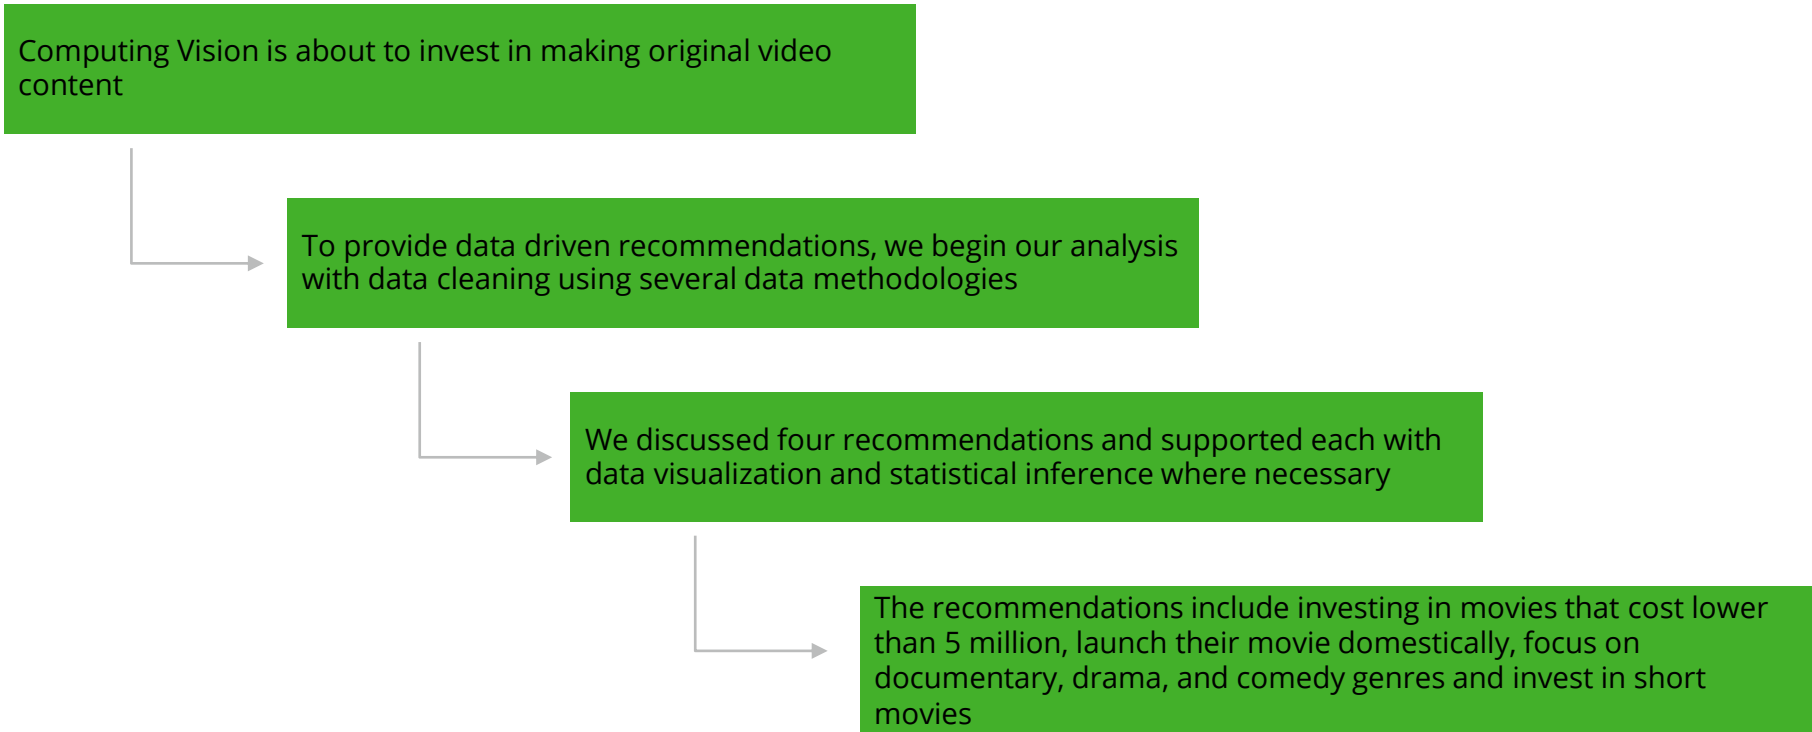 Computing Vision is about to invest in making original video
content
To provide data driven recommendations, we begin our analysis
with data cleaning using several data methodologies
We discussed four recommendations and supported each with
data visualization and statistical inference where necessary
The recommendations include investing in movies that cost lower
than 5 million, launch their movie domestically, focus on
documentary, drama, and comedy genres and invest in short
movies